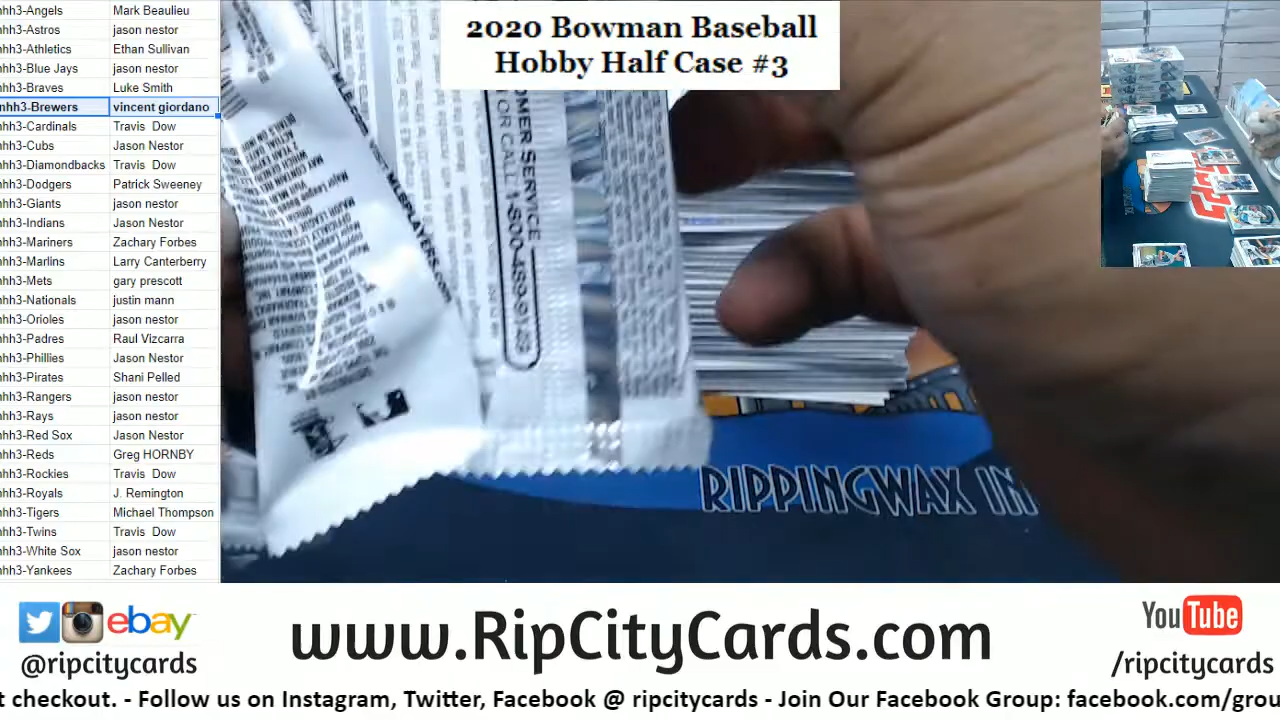 2020 Bowman Baseball
Hobby Half Case #3
hh3-Angels Mark Beaulieu
hh3-Astros jason nestor
hh3-Athletics Ethan Sullivan
hh3-Blue Jays jason nestor
hh3-Braves Luke Smith
hh3-Brewers vincent giordano
hh3-Cardinals Travis Dow
hh3-Cubs Jason Nestor
hh3-Diamondbacks Travis Dow
hh3-Dodgers Patrick Sweeney
hh3-Giants jason nestor
hh3-Indians Jason Nestor
hh3-Mariners Zachary Forbes
hh3-Marlins Larry Canterberry
hh3-Mets gary prescott
hh3-Nationals justin mann
hh3-Orioles jason nestor
hh3-Padres Raul Vizcarra
hh3-Phillies Jason Nestor
hh3-Pirates Shani Pelled
hh3-Rangers jason nestor
hh3-Rays jason nestor
hh3-Red Sox Jason Nestor
hh3-Reds Greg HORNBY
hh3-Rockies Travis Dow
hh3-Royals J. Remington
hh3-Tigers Michael Thompson
hh3-Twins Travis Dow
hh3-White Sox jason nestor
hh3-Yankees Zachary Forbes
OMER SERVICE
OR CALL
MLBPLAYERS.com
RIPPINGWAX IN
ebay
@ripcitycards
www.RipCityCards.com
YouTube
/ripcitycards
t checkout. - Follow us on Instagram, Twitter, Facebook @ ripcitycards - Join Our Facebook Group: facebook.com/grou